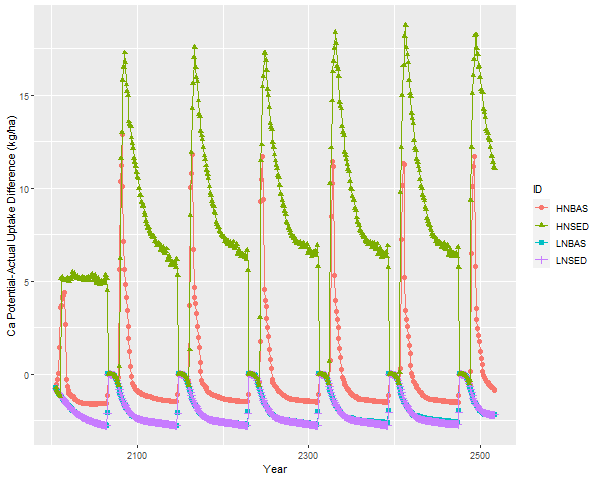 Ca Potential-Actual Uptake Difference (kg/ha)
15
10
5
0
2100
2300
2500
Year
ID
HNBAS
HNSED
LNBAS
LNSED